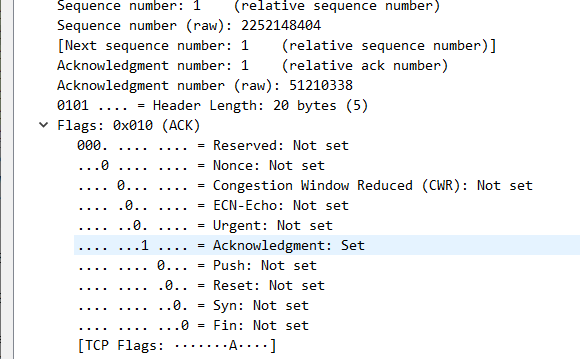 Sequence number: 1    (relative sequence number)
Sequence number (raw): 2252148404
[Next sequence number: 1    (relative sequence number)]
Acknowledgment number: 1    (relative ack number)
Acknowledgment number (raw): 51210338
0101 .... = Header Length: 20 bytes (5)
Flags: 0x010 (ACK)
000. .... .... = Reserved: Not set
...0 .... .... = Nonce: Not set
.... 0... .... = Congestion Window Reduced (CWR): Not set
.... .0.. .... = ECN-Echo: Not set
.... ..0. .... = Urgent: Not set
.... ...1 .... = Acknowledgment: Set
.... .... 0... = Push: Not set
.... .... .0.. = Reset: Not set
.... .... ..0. = Syn: Not set
.... .... ...0 = Fin: Not set
[TCP Flags: ·······A····]